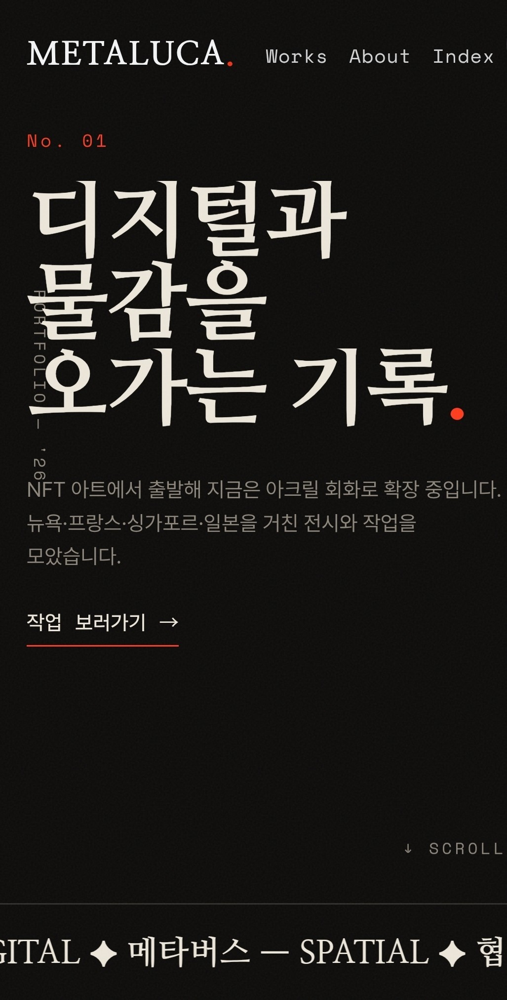 METALUCA.
Works About Index
No. 01
디지털과
물감을
오가는 기록.
PORTFOLIO — '26
NFT 아트에서 출발해 지금은 아크릴 회화로 확장 중입니다.
뉴욕·프랑스·싱가포르·일본을 거친 전시와 작업을
모았습니다.
작업 보러가기 →
↓ SCROLL
GITAL ✦ 메타버스 — SPATIAL ✦ 협